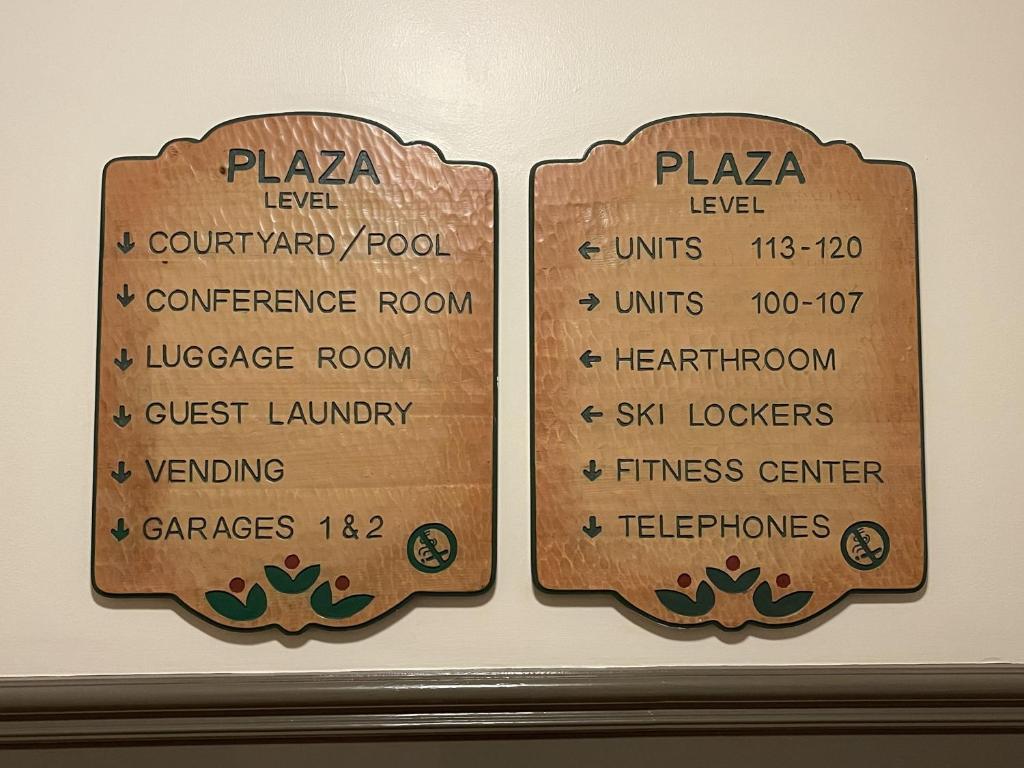 PLAZA
LEVEL
↓ COURTYARD/POOL
↓ CONFERENCE ROOM
↓ LUGGAGE ROOM
↓ GUEST LAUNDRY
↓ VENDING
↓ GARAGES 1 & 2
PLAZA
LEVEL
← UNITS 113-120
→ UNITS 100-107
← HEARTHROOM
← SKI LOCKERS
↓ FITNESS CENTER
↓ TELEPHONES